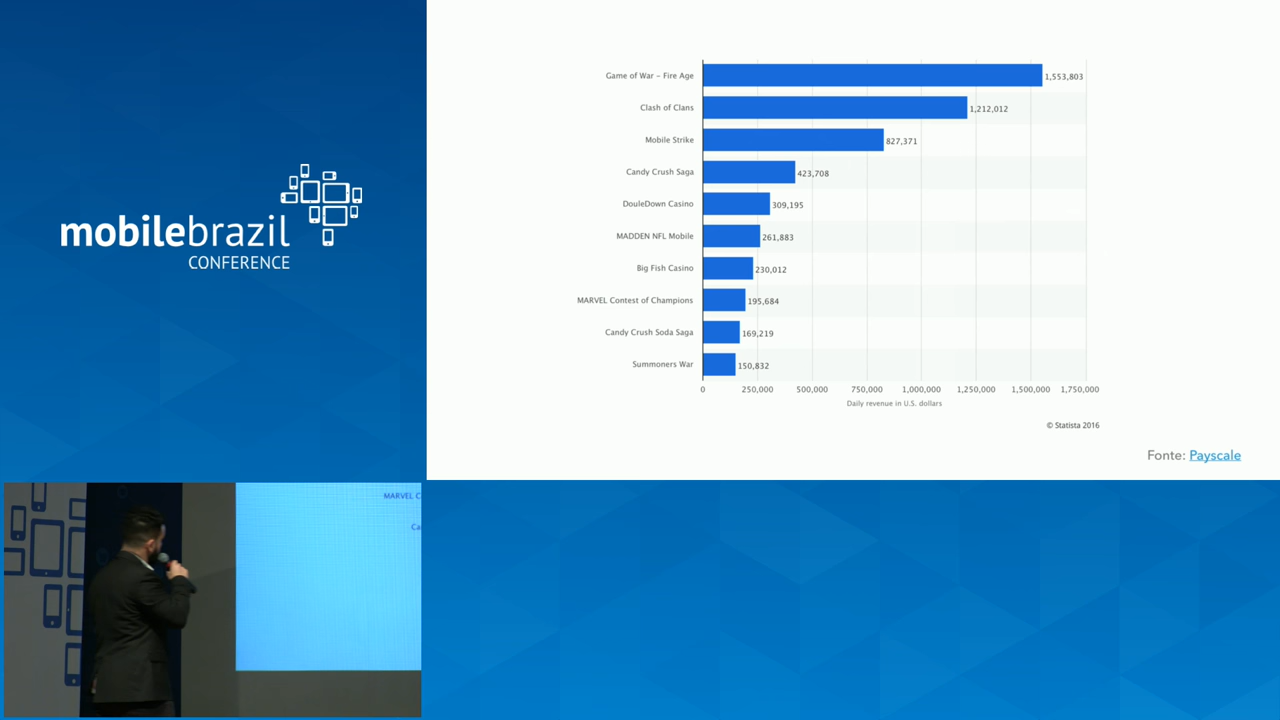 mobilebrazil
CONFERENCE
Game of War – Fire Age 1,553,803
Clash of Clans 1,212,012
Mobile Strike 827,371
Candy Crush Saga 423,708
DouleDown Casino 309,195
MADDEN NFL Mobile 261,883
Big Fish Casino 230,012
MARVEL Contest of Champions 195,684
Candy Crush Soda Saga 169,219
Summoners War 150,832
0 250,000 500,000 750,000 1,000,000 1,250,000 1,500,000 1,750,000
Daily revenue in U.S. dollars
© Statista 2016
Fonte: Payscale
MARVEL C
Ca